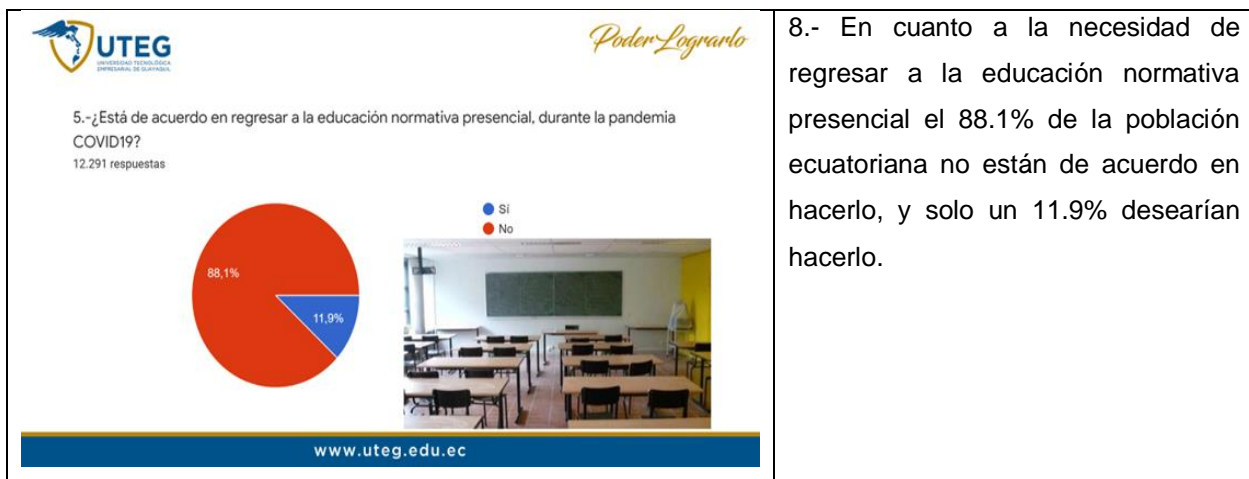 UTEG
UNIVERSIDAD TECNOLÓGICA
EMPRESARIAL DE GUAYAQUIL
Poder Lograrlo
5.-¿Está de acuerdo en regresar a la educación normativa presencial, durante la pandemia
COVID19?
12.291 respuestas
Sí
No
88,1%
11,9%
www.uteg.edu.ec
8.- En cuanto a la necesidad de
regresar a la educación normativa
presencial el 88.1% de la población
ecuatoriana no están de acuerdo en
hacerlo, y solo un 11.9% desearían
hacerlo.